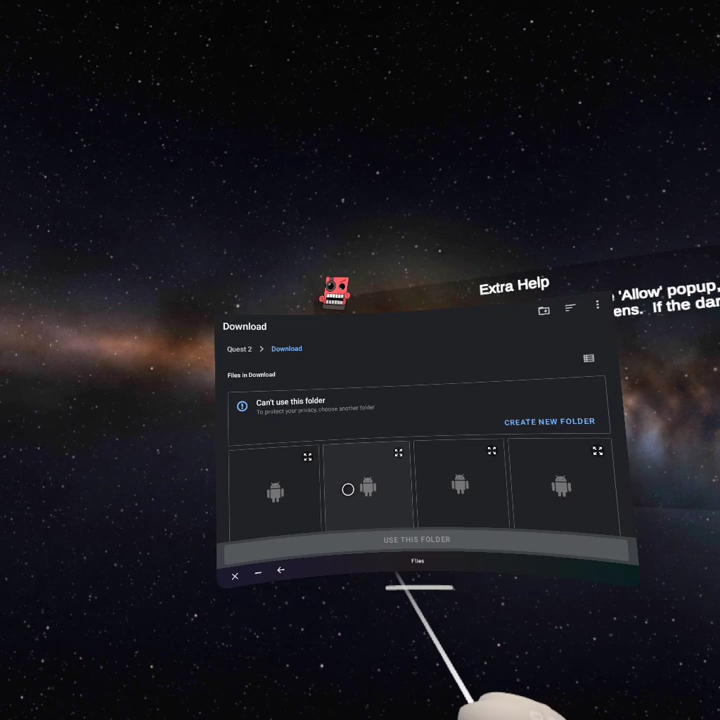 Extra Help
'Allow' popup,
ens. If the dar
Download
Quest 2 > Download
Files in Download
Can't use this folder
To protect your privacy, choose another folder
CREATE NEW FOLDER
USE THIS FOLDER
Files